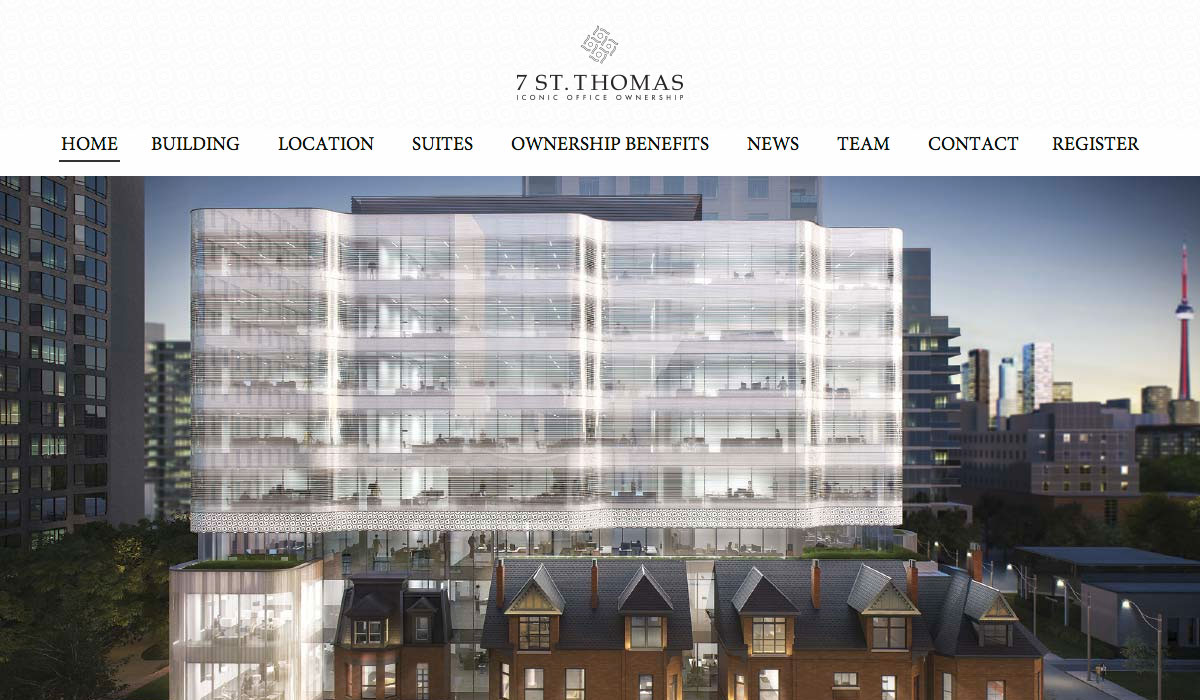 7 ST. THOMAS
ICONIC OFFICE OWNERSHIP
HOME BUILDING LOCATION SUITES OWNERSHIP BENEFITS NEWS TEAM CONTACT REGISTER